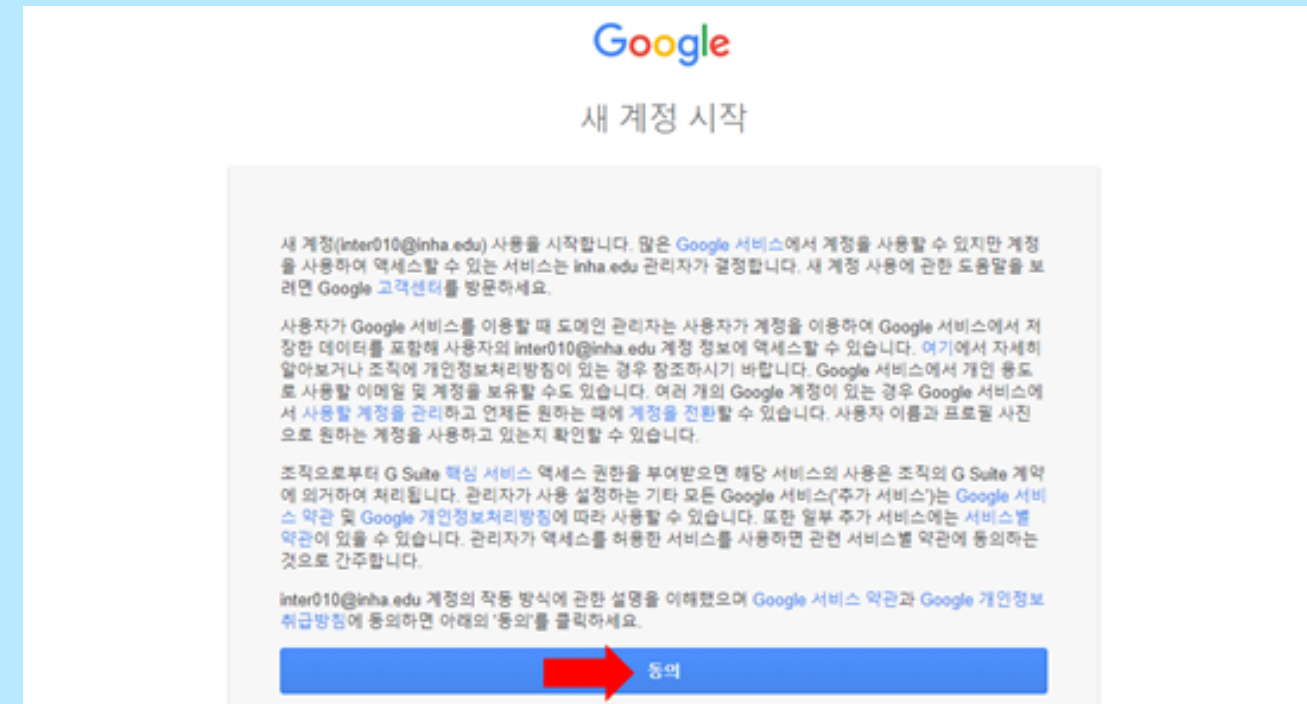 Google
새 계정 시작
새 계정(inter010@inha.edu) 사용을 시작합니다. 많은 Google 서비스에서 계정을 사용할 수 있지만 계정
을 사용하여 액세스할 수 있는 서비스는 inha.edu 관리자가 결정합니다. 새 계정 사용에 관한 도움말을 보
려면 Google 고객센터를 방문하세요.
사용자가 Google 서비스를 이용할 때 도메인 관리자는 사용자가 계정을 이용하여 Google 서비스에서 저
장한 데이터를 포함해 사용자의 inter010@inha.edu 계정 정보에 액세스할 수 있습니다. 여기에서 자세히
알아보거나 조직에 개인정보처리방침이 있는 경우 참조하시기 바랍니다. Google 서비스에서 개인 용도
로 사용할 이메일 및 계정을 보유할 수도 있습니다. 여러 개의 Google 계정이 있는 경우 Google 서비스에
서 사용할 계정을 관리하고 언제든 원하는 때에 계정을 전환할 수 있습니다. 사용자 이름과 프로필 사진
으로 원하는 계정을 사용하고 있는지 확인할 수 있습니다.
조직으로부터 G Suite 핵심 서비스 액세스 권한을 부여받으면 해당 서비스의 사용은 조직의 G Suite 계약
에 의거하여 처리됩니다. 관리자가 사용 설정하는 기타 모든 Google 서비스('추가 서비스')는 Google 서비
스 약관 및 Google 개인정보처리방침에 따라 사용할 수 있습니다. 또한 일부 추가 서비스에는 서비스별
약관이 있을 수 있습니다. 관리자가 액세스를 허용한 서비스를 사용하면 관련 서비스별 약관에 동의하는
것으로 간주합니다.
inter010@inha.edu 계정의 작동 방식에 관한 설명을 이해했으며 Google 서비스 약관과 Google 개인정보
취급방침에 동의하면 아래의 '동의'를 클릭하세요.
동의